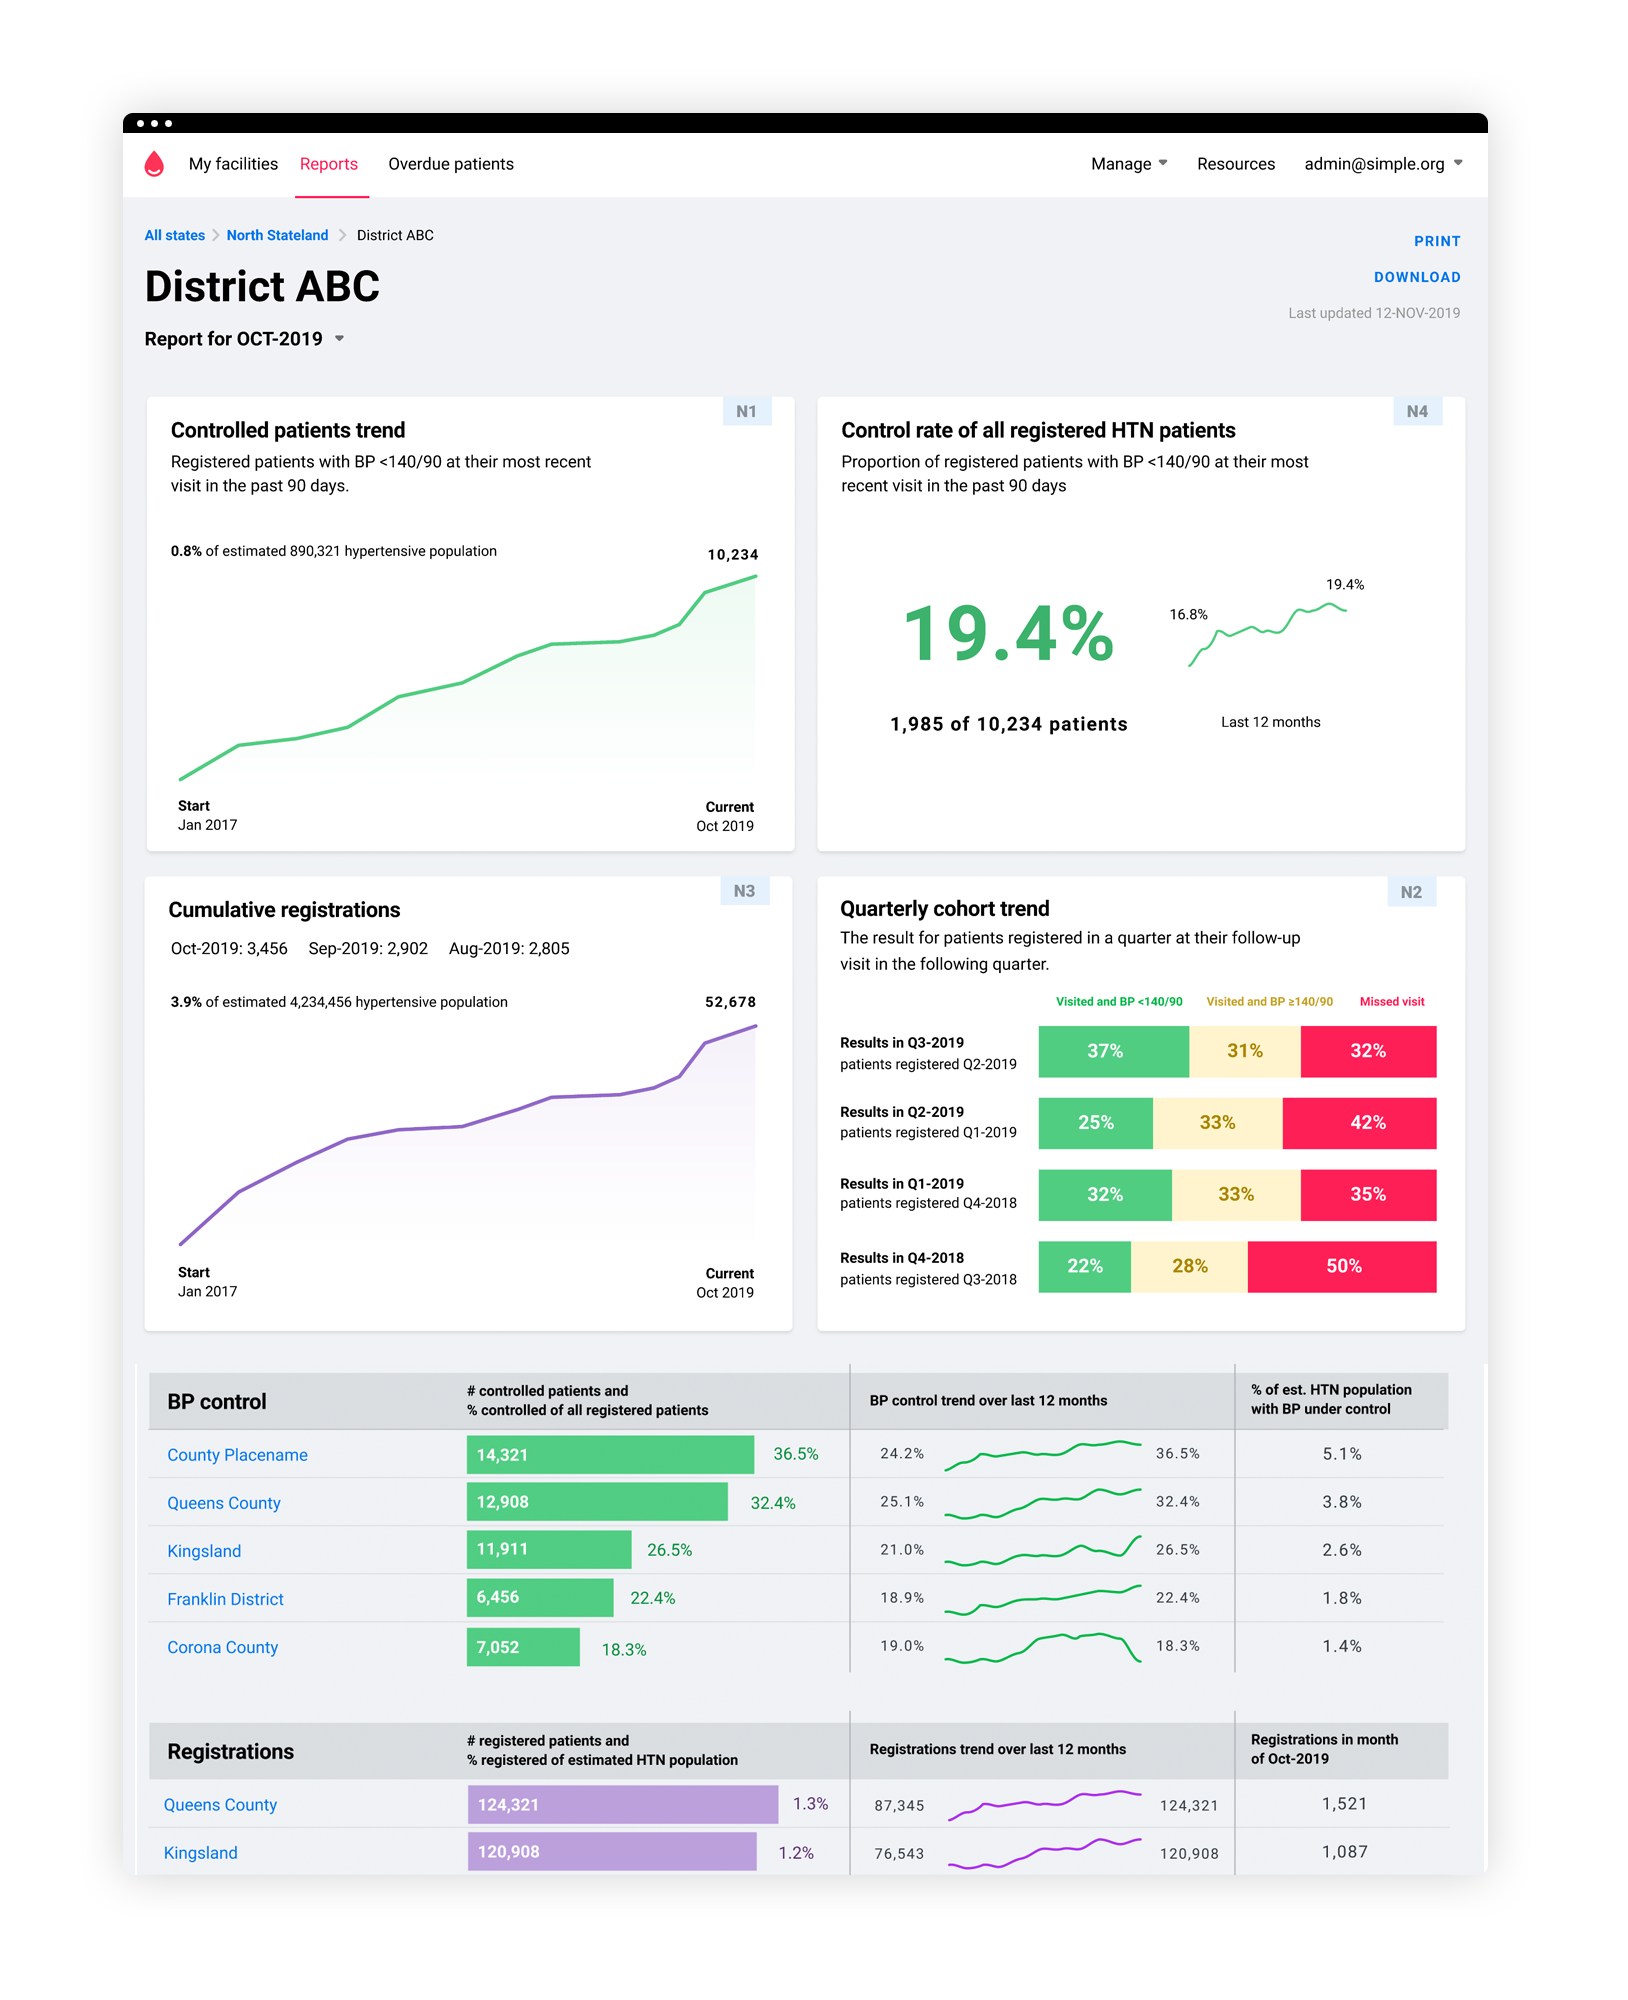 My facilities Reports Overdue patients Manage Resources admin@simple.org
All states North Stateland District ABC
PRINT
District ABC
DOWNLOAD
Last updated 12-NOV-2019
Report for OCT-2019
N1
Controlled patients trend
Registered patients with BP <140/90 at their most recent
visit in the past 90 days.
0.8% of estimated 890,321 hypertensive population
10,234
Start
Jan 2017
Current
Oct 2019
N4
Control rate of all registered HTN patients
Proportion of registered patients with BP <140/90 at their most
recent visit in the past 90 days
19.4%
1,985 of 10,234 patients
16.8%
19.4%
Last 12 months
N3
Cumulative registrations
Oct-2019: 3,456 Sep-2019: 2,902 Aug-2019: 2,805
3.9% of estimated 4,234,456 hypertensive population
52,678
Start
Jan 2017
Current
Oct 2019
N2
Quarterly cohort trend
The result for patients registered in a quarter at their follow-up
visit in the following quarter.
Visited and BP <140/90 Visited and BP ≥140/90 Missed visit
Results in Q3-2019
patients registered Q2-2019
37% 31% 32%
Results in Q2-2019
patients registered Q1-2019
25% 33% 42%
Results in Q1-2019
patients registered Q4-2018
32% 33% 35%
Results in Q4-2018
patients registered Q3-2018
22% 28% 50%
BP control
# controlled patients and
% controlled of all registered patients
BP control trend over last 12 months
% of est. HTN population
with BP under control
County Placename 14,321 36.5% 24.2% 36.5% 5.1%
Queens County 12,908 32.4% 25.1% 32.4% 3.8%
Kingsland 11,911 26.5% 21.0% 26.5% 2.6%
Franklin District 6,456 22.4% 18.9% 22.4% 1.8%
Corona County 7,052 18.3% 19.0% 18.3% 1.4%
Registrations
# registered patients and
% registered of estimated HTN population
Registrations trend over last 12 months
Registrations in month
of Oct-2019
Queens County 124,321 1.3% 87,345 124,321 1,521
Kingsland 120,908 1.2% 76,543 120,908 1,087